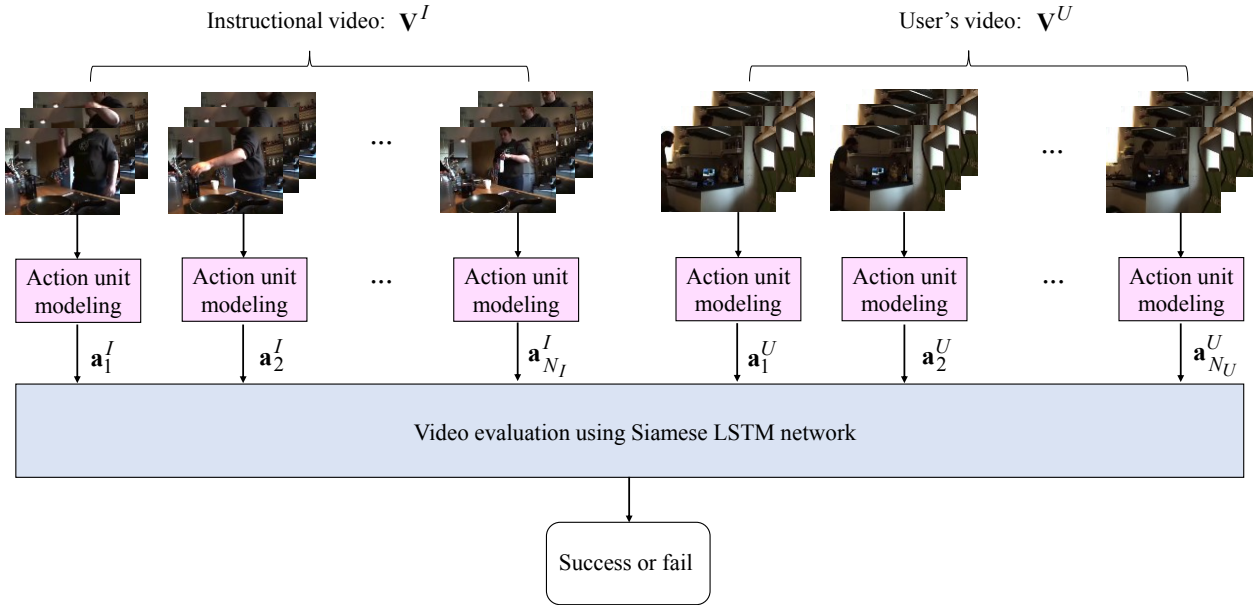 Instructional video: V^I
User's video: V^U
...
...
Action unit
modeling
Action unit
modeling
...
Action unit
modeling
Action unit
modeling
Action unit
modeling
...
Action unit
modeling
a_1^I
a_2^I
a_{N_I}^I
a_1^U
a_2^U
a_{N_U}^U
Video evaluation using Siamese LSTM network
Success or fail